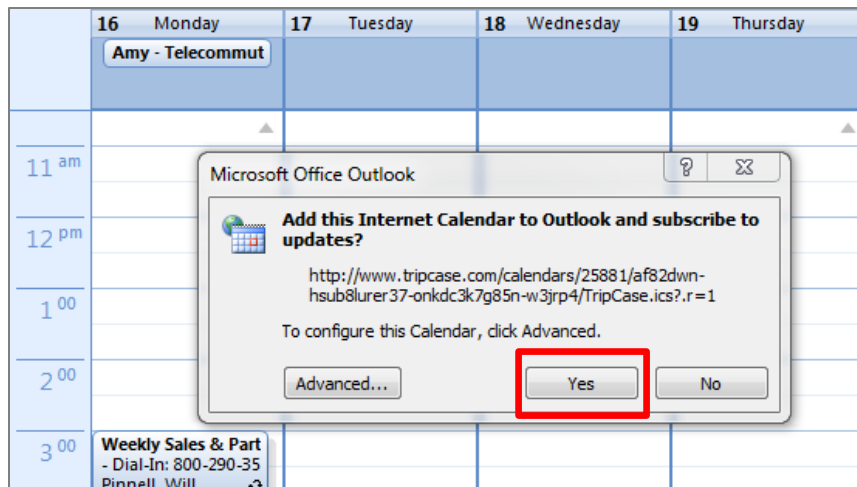 16 Monday 17 Tuesday 18 Wednesday 19 Thursday
Amy - Telecommut
11 am
Microsoft Office Outlook
Add this Internet Calendar to Outlook and subscribe to
updates?
12 pm
http://www.tripcase.com/calendars/25881/af82dwn-
hsub8lurer37-onkdc3k7g85n-w3jrp4/TripCase.ics?.r=1
1 00
To configure this Calendar, click Advanced.
2 00
Advanced... Yes No
3 00
Weekly Sales & Part
- Dial-In: 800-290-35
Pinnell, Will